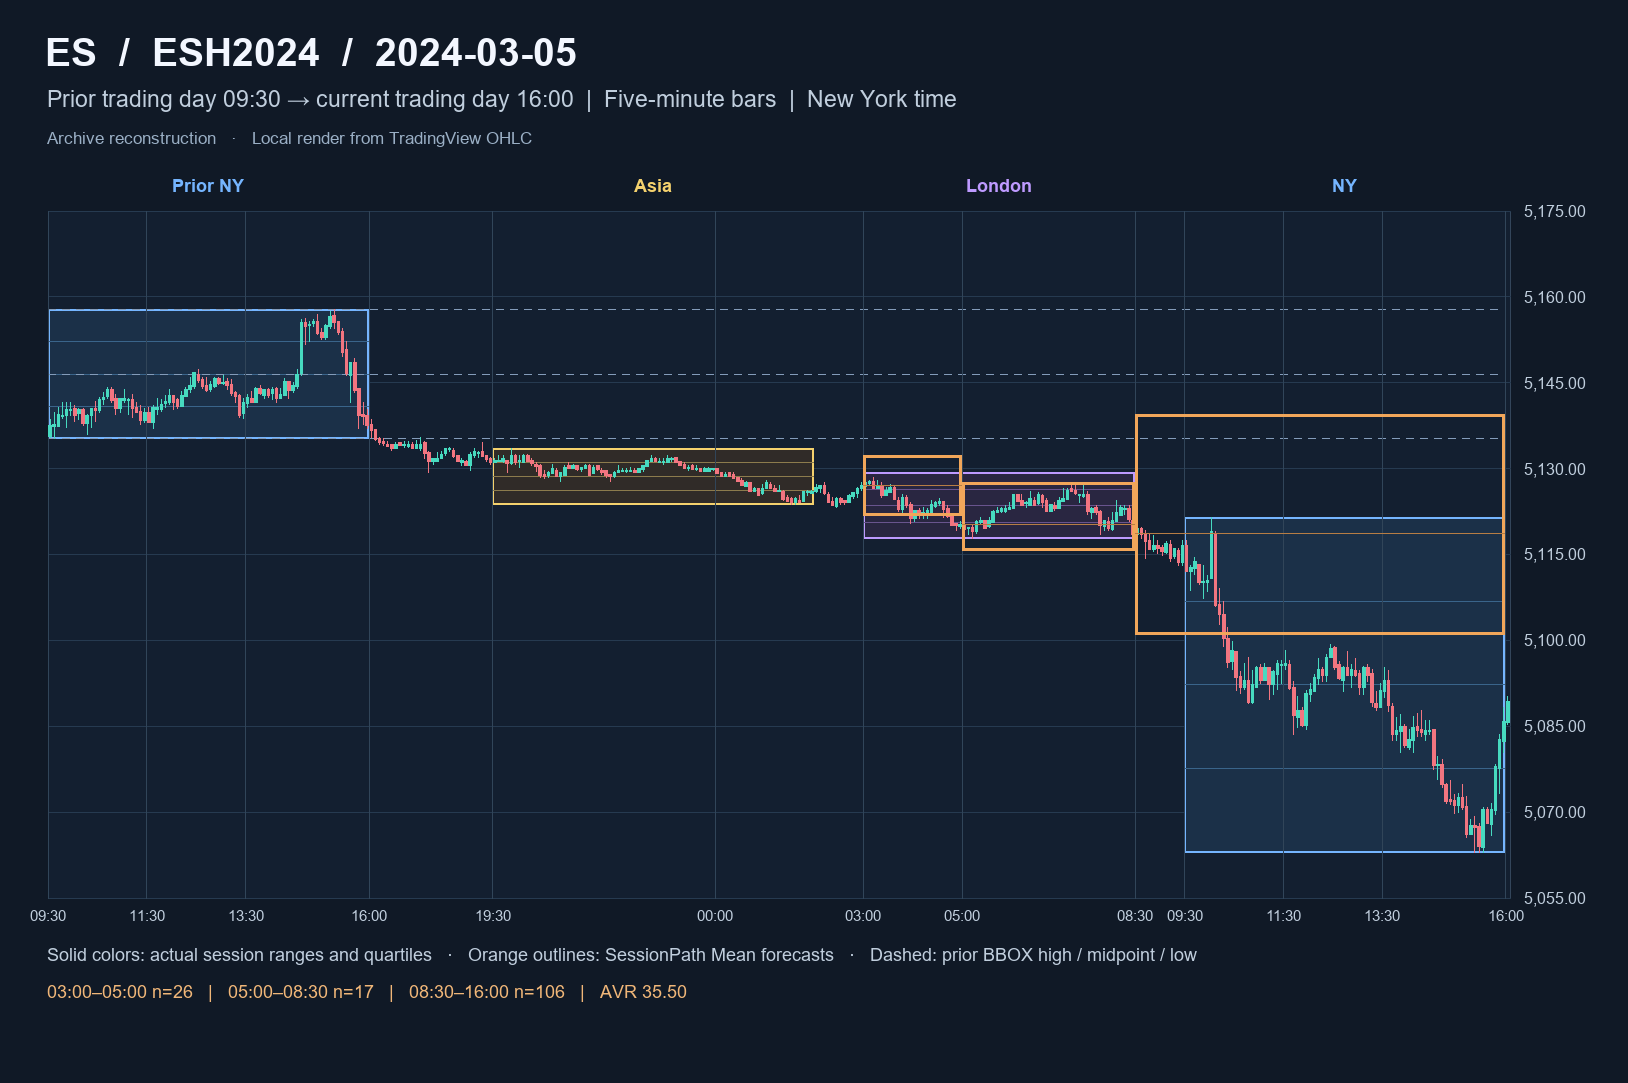 ES / ESH2024 / 2024-03-05
Prior trading day 09:30 → current trading day 16:00 | Five-minute bars | New York time
Archive reconstruction · Local render from TradingView OHLC
Prior NY Asia London NY
5,175.00
5,160.00
5,145.00
5,130.00
5,115.00
5,100.00
5,085.00
5,070.00
5,055.00
09:30 11:30 13:30 16:00 19:30 00:00 03:00 05:00 08:30 09:30 11:30 13:30 16:00
Solid colors: actual session ranges and quartiles · Orange outlines: SessionPath Mean forecasts · Dashed: prior BBOX high / midpoint / low
03:00–05:00 n=26 | 05:00–08:30 n=17 | 08:30–16:00 n=106 | AVR 35.50